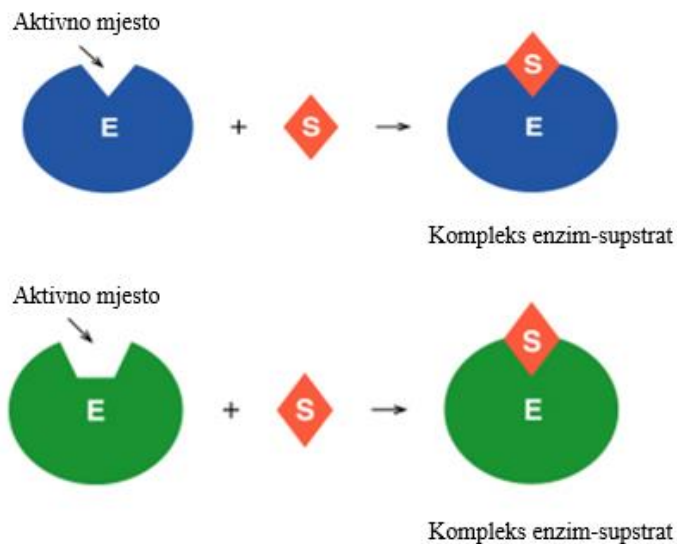 Aktivno mjesto
E + S → S
E
Kompleks enzim-supstrat
Aktivno mjesto
E + S → S
E
Kompleks enzim-supstrat